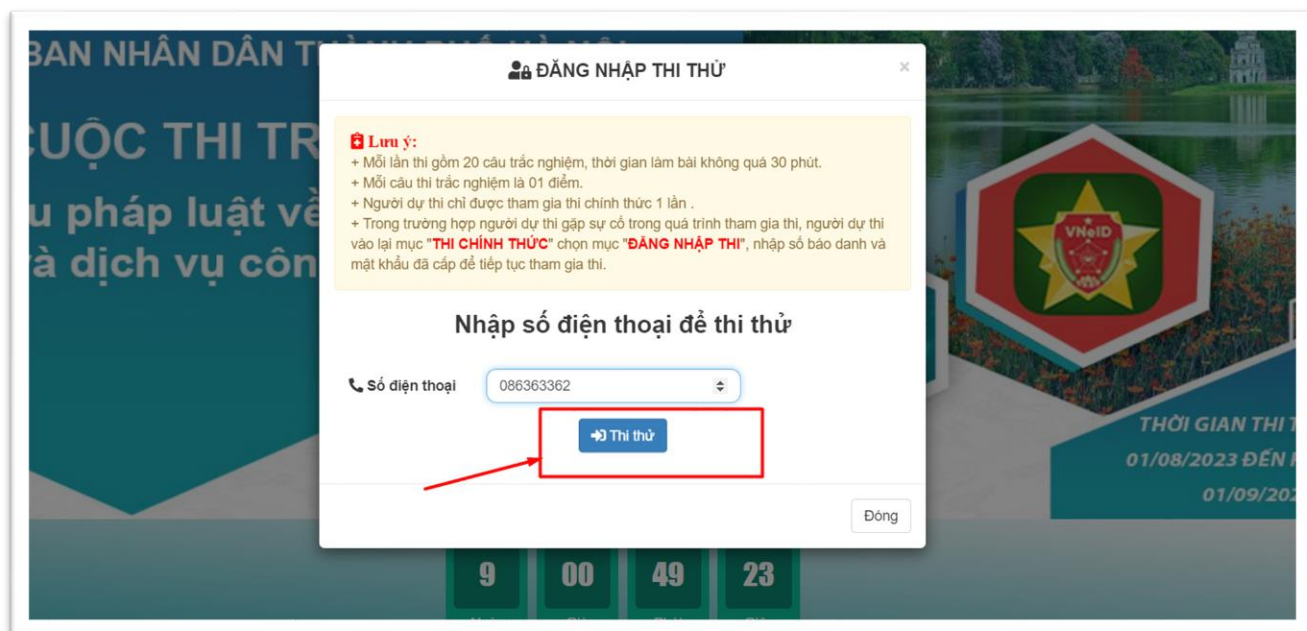 BAN NHÂN DÂN
CUỘC THI TR
u pháp luật về
à dịch vụ côn
ĐĂNG NHẬP THI THỬ
×
Lưu ý:
+ Mỗi lần thi gồm 20 câu trắc nghiệm, thời gian làm bài không quá 30 phút.
+ Mỗi câu thi trắc nghiệm là 01 điểm.
+ Người dự thi chỉ được tham gia thi chính thức 1 lần .
+ Trong trường hợp người dự thi gặp sự cố trong quá trình tham gia thi, người dự thi
vào lại mục "THI CHÍNH THỨC" chọn mục "ĐĂNG NHẬP THI", nhập số báo danh và
mật khẩu đã cấp để tiếp tục tham gia thi.
Nhập số điện thoại để thi thử
Số điện thoại
086363362
Thi thử
Đóng
VNeID
THỜI GIAN THI T
01/08/2023 ĐẾN
01/09/202
9 00 49 23